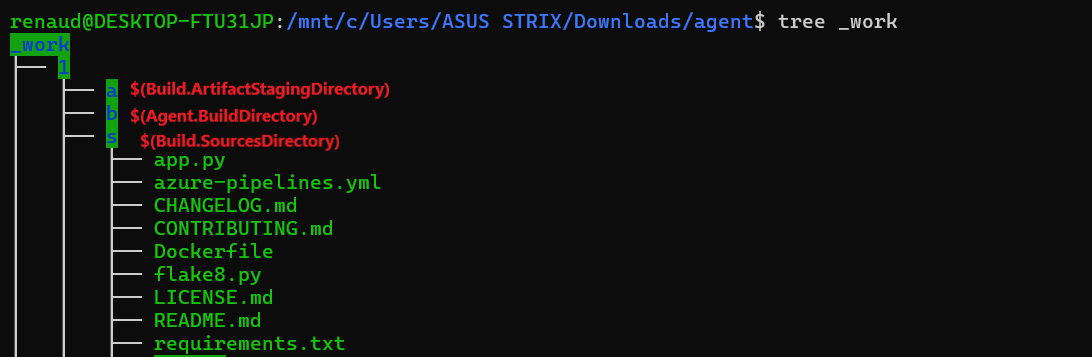 renaud@DESKTOP-FTU31JP:/mnt/c/Users/ASUS STRIX/Downloads/agent$ tree _work
_work
1
a $(Build.ArtifactStagingDirectory)
b $(Agent.BuildDirectory)
s $(Build.SourcesDirectory)
app.py
azure-pipelines.yml
CHANGELOG.md
CONTRIBUTING.md
Dockerfile
flake8.py
LICENSE.md
README.md
requirements.txt